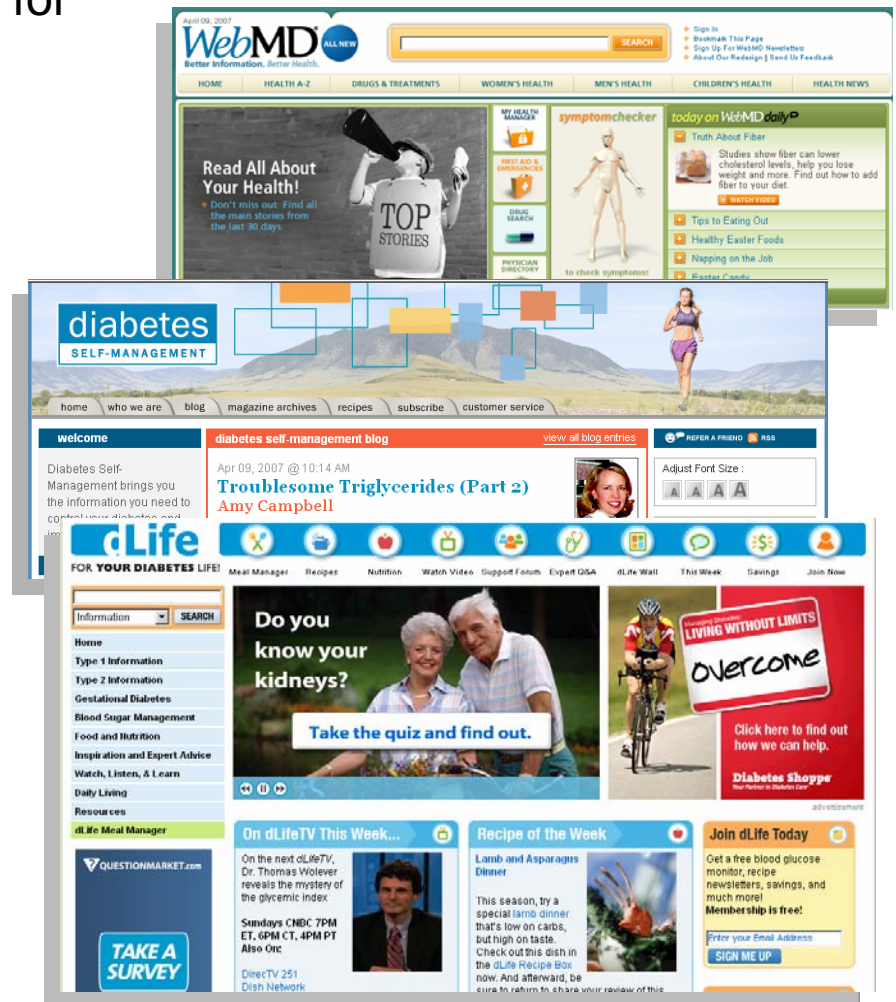 for
April 09, 2007
WebMD
ALL NEW
Better Information. Better Health.
SEARCH
Sign In
Bookmark This Page
Sign Up For WebMD Newsletters
About Our Redesign | Send Us Feedback
HOME
HEALTH A-Z
DRUGS & TREATMENTS
WOMEN'S HEALTH
MEN'S HEALTH
CHILDREN'S HEALTH
HEALTH NEWS
Read All About
Your Health!
Don't miss out. Find all
the main stories from
the last 30 days.
TOP
STORIES
MY HEALTH
MANAGER
FIRST AID &
EMERGENCIES
DRUG
SEARCH
PHYSICIAN
DIRECTORY
symptomchecker
to check symptoms!
today on WebMD daily
Truth About Fiber
Studies show fiber can lower
cholesterol levels, help you lose
weight and more. Find out how to add
fiber to your diet.
WATCH VIDEO
Tips to Eating Out
Healthy Easter Foods
Napping on the Job
Easter Candy
diabetes
SELF-MANAGEMENT
home
who we are
blog
magazine archives
recipes
subscribe
customer service
welcome
Diabetes Self-
Management brings you
the information you need to
control your diabetes and
diabetes self-management blog
view all blog entries
Apr 09, 2007 @ 10:14 AM
Troublesome Triglycerides (Part 2)
Amy Campbell
REFER A FRIEND
RSS
Adjust Font Size :
A A A A
dLife
FOR YOUR DIABETES LIFE!
Meal Manager
Recipes
Nutrition
Watch Video
Support Forum
Expert Q&A
dLife Wall
This Week
Savings
Join Now
Information
SEARCH
Home
Type 1 Information
Type 2 Information
Gestational Diabetes
Blood Sugar Management
Food and Nutrition
Inspiration and Expert Advice
Watch, Listen, & Learn
Daily Living
Resources
dLife Meal Manager
QUESTIONMARKET.com
TAKE A
SURVEY
Do you
know your
kidneys?
Take the quiz and find out.
Managing Diabetes:
LIVING WITHOUT LIMITS
overcome
Click here to find out
how we can help.
Diabetes Shoppe
Your Partner in Diabetes Care
advertisement
On dLifeTV This Week...
On the next dLifeTV,
Dr. Thomas Wolever
reveals the mystery of
the glycemic index
Sundays CNBC 7PM
ET, 6PM CT, 4PM PT
Also On:
DirecTV 251
Dish Network
Recipe of the Week
Lamb and Asparagus
Dinner
This season, try a
special lamb dinner
that's low on carbs,
but high on taste.
Check out this dish in
the dLife Recipe Box
now. And afterward, be
sure to return to share your review of this
Join dLife Today
Get a free blood glucose
monitor, recipe
newsletters, savings, and
much more!
Membership is free!
Enter your Email Address
SIGN ME UP